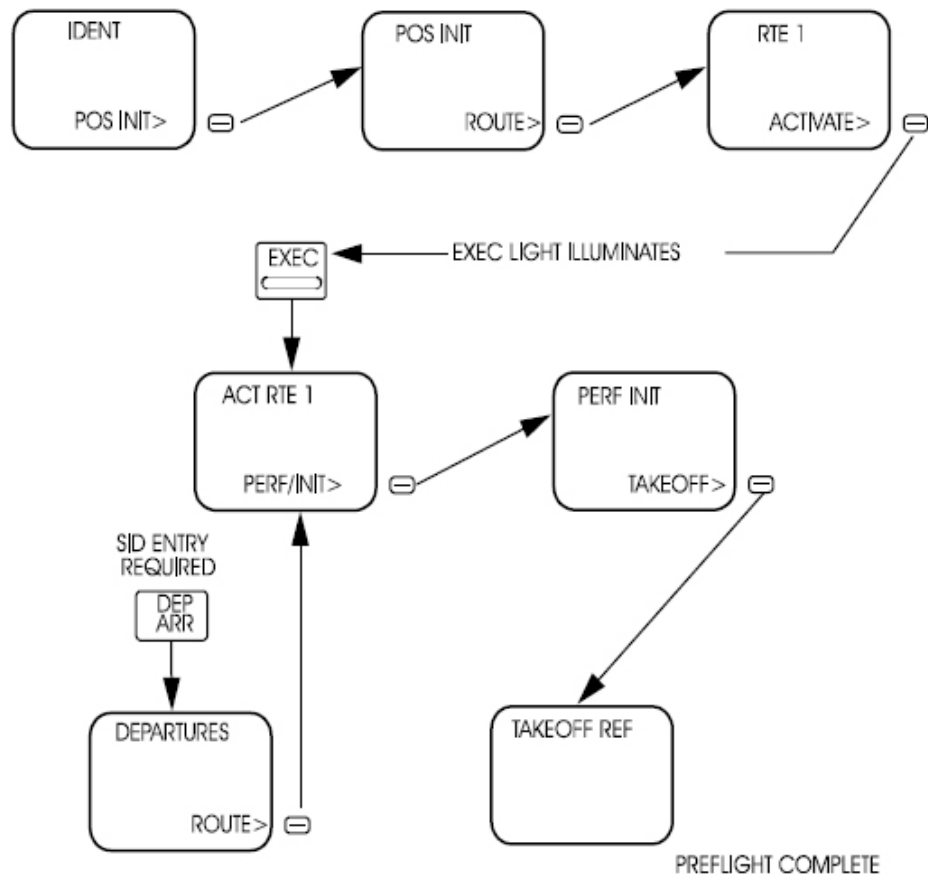 IDENT
POS INIT>
POS INIT
ROUTE>
RTE 1
ACTIVATE>
EXEC
EXEC LIGHT ILLUMINATES
ACT RTE 1
PERF/INIT>
PERF INIT
TAKEOFF>
SID ENTRY
REQUIRED
DEP
ARR
DEPARTURES
ROUTE>
TAKEOFF REF
PREFLIGHT COMPLETE